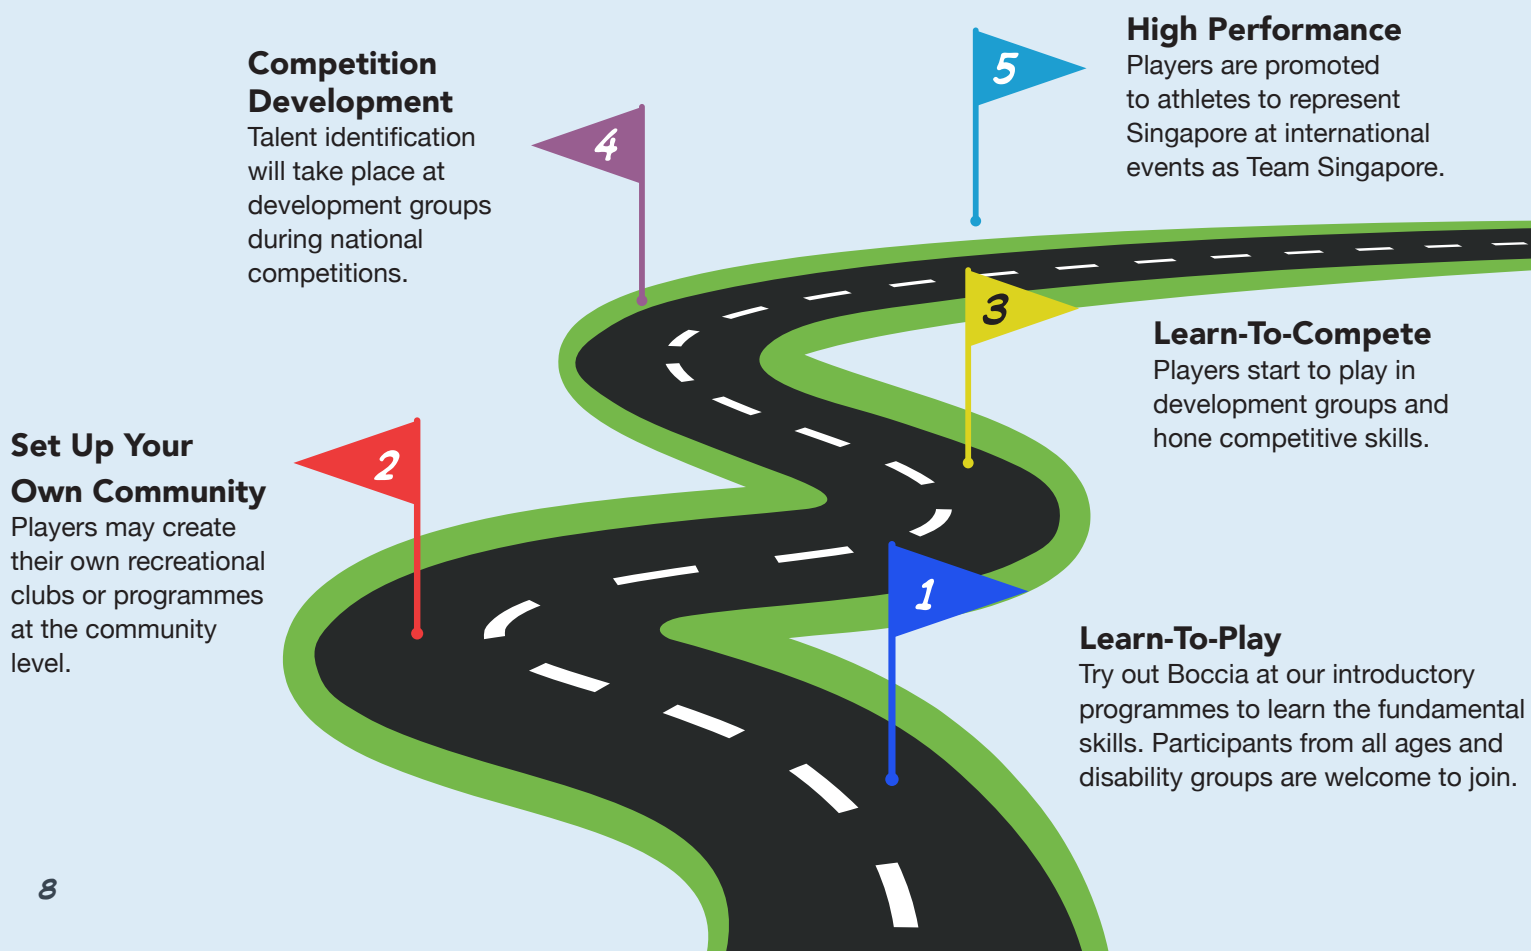 Competition
Development
Talent identification
will take place at
development groups
during national
competitions.
4
5
High Performance
Players are promoted
to athletes to represent
Singapore at international
events as Team Singapore.
3
Learn-To-Compete
Players start to play in
development groups and
hone competitive skills.
Set Up Your
Own Community
Players may create
their own recreational
clubs or programmes
at the community
level.
2
1
Learn-To-Play
Try out Boccia at our introductory
programmes to learn the fundamental
skills. Participants from all ages and
disability groups are welcome to join.
8